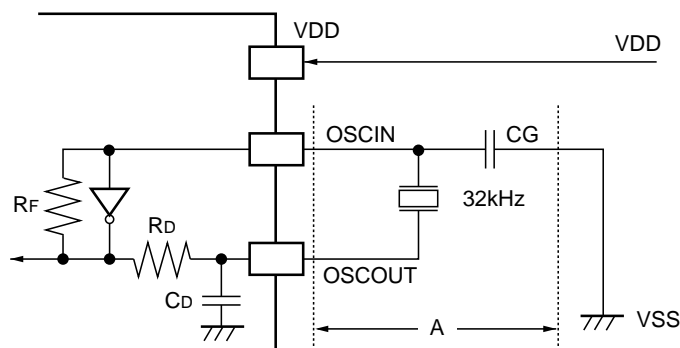 VDD
VDD
OSCIN
CG
RF
32kHz
RD
OSCOUT
CD
A
VSS